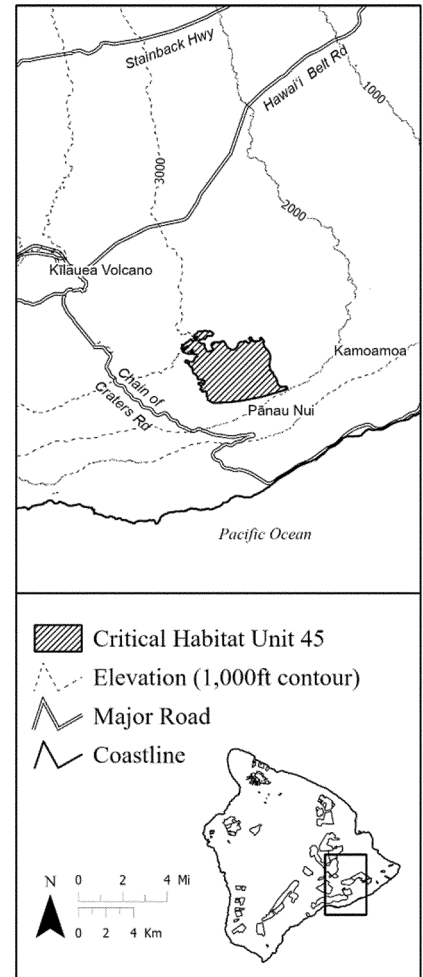 Stainback Hwy
Hawai'i Belt Rd
1000
3000
2000
Kīlauea Volcano
Kamoamoa
Chain of
Craters Rd
Pānau Nui
Pacific Ocean
Critical Habitat Unit 45
Elevation (1,000ft contour)
Major Road
Coastline
N
0 2 4 Mi
0 2 4 Km